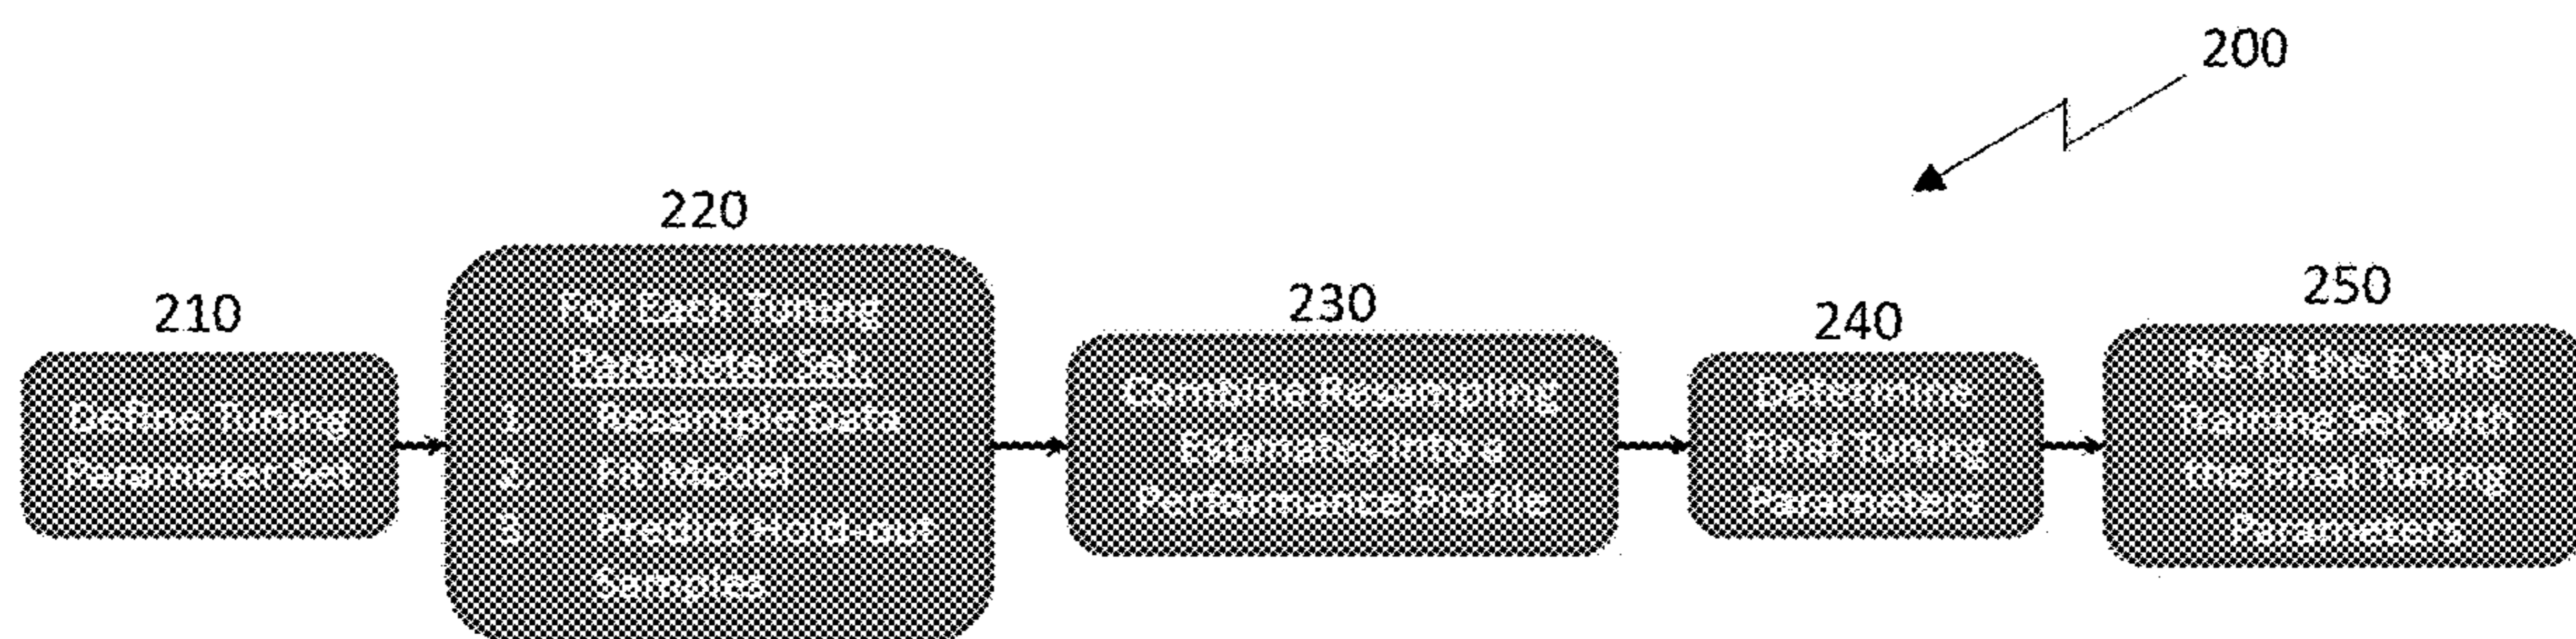 200
220
For Each Tuning
Parameter Set:
1. Resample Data
2. Fit Model
3. Predict Hold-out
Samples
210
Define Tuning
Parameter Set
230
Combine Resampling
Estimates into a
Performance Profile
240
Determine
Final Tuning
Parameters
250
Re-fit the Entire
Training Set with
the Final Tuning
Parameters